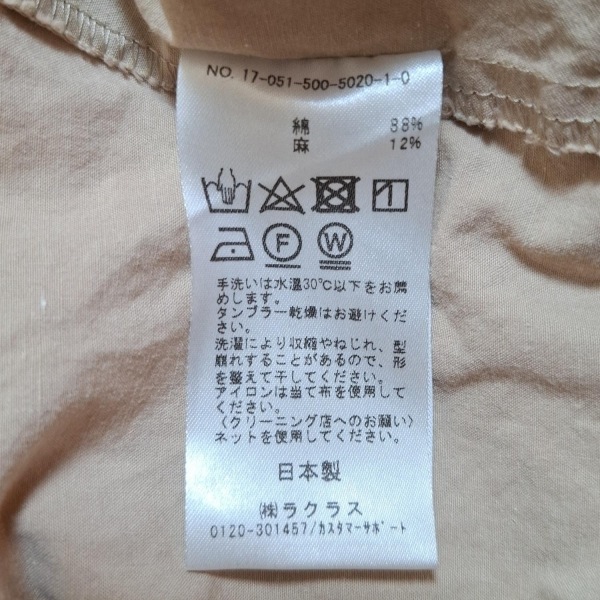 NO. 17-051-500-5020-1-0
綿 88%
麻 12%
F W
手洗いは水温30℃以下をお薦
めします。
タンブラー乾燥はお避けくだ
さい。
洗濯により収縮やねじれ、型
崩れすることがあるので、形
を整えて干してください。
アイロンは当て布を使用して
ください。
〈クリーニング店へのお願い〉
ネットを使用してください。
日本製
㈱ラクラス
0120-301457/カスタマーサポート